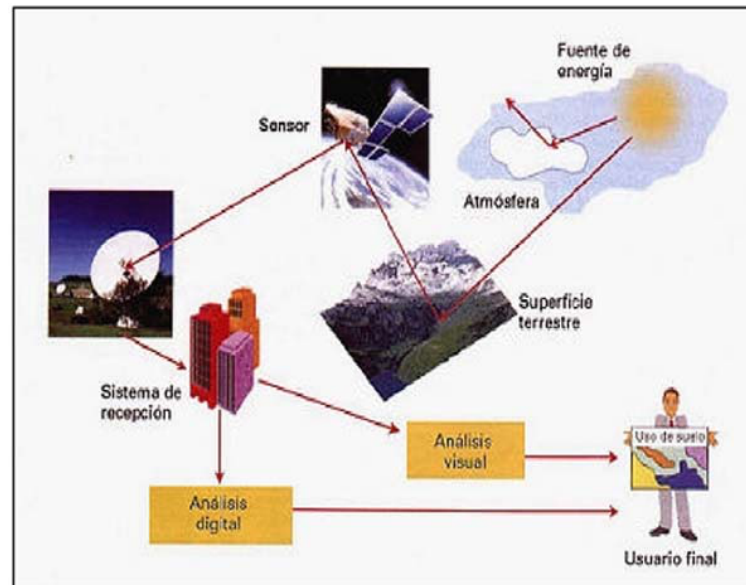 Fuente de
energía
Sensor
Atmósfera
Superficie
terrestre
Sistema de
recepción
Análisis
visual
Uso de suelo
Análisis
digital
Usuario final